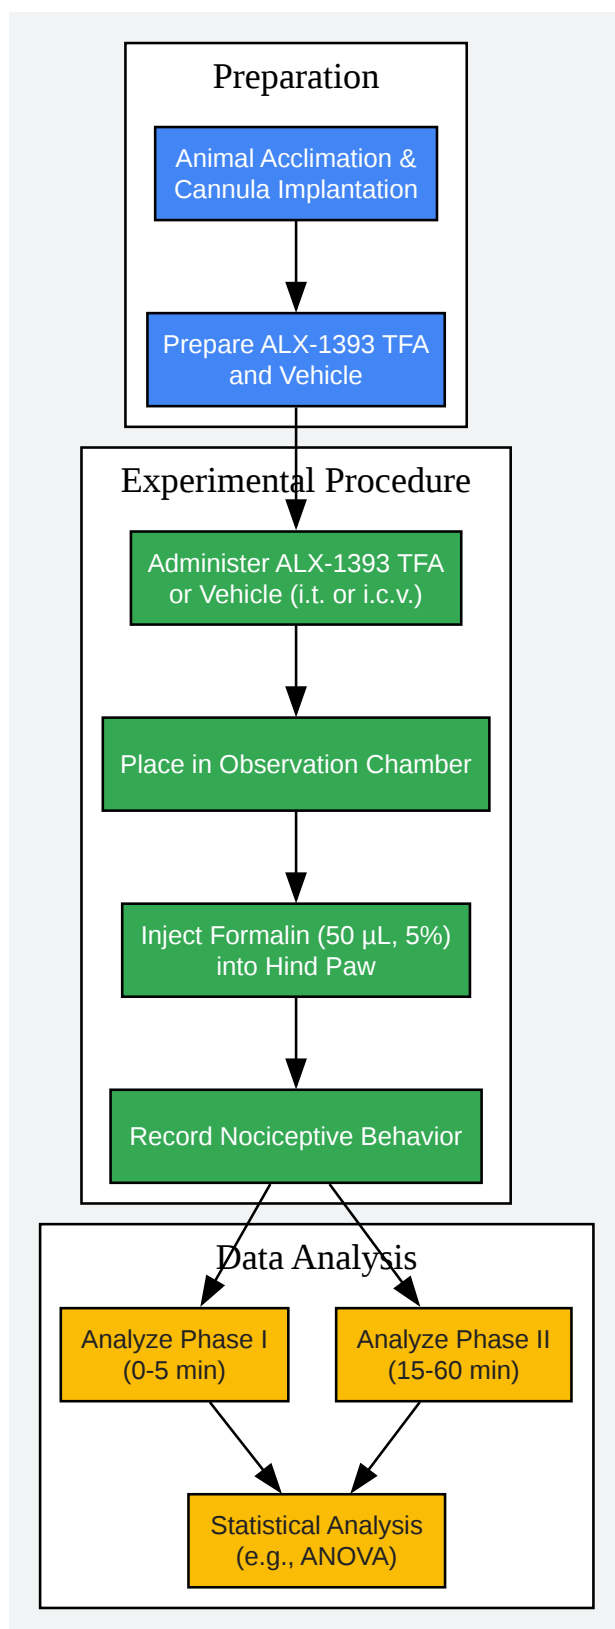 Preparation
Animal Acclimation &
Cannula Implantation
Prepare ALX-1393 TFA
and Vehicle
Experimental Procedure
Administer ALX-1393 TFA
or Vehicle (i.t. or i.c.v.)
Place in Observation Chamber
Inject Formalin (50 µL, 5%)
into Hind Paw
Record Nociceptive Behavior
Data Analysis
Analyze Phase I
(0-5 min)
Analyze Phase II
(15-60 min)
Statistical Analysis
(e.g., ANOVA)